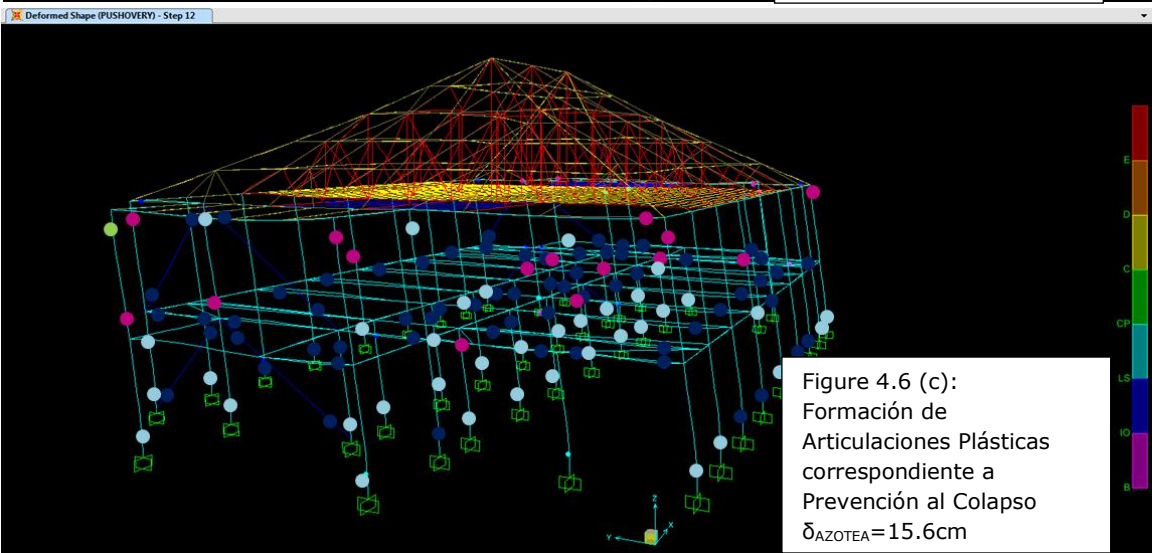 Deformed Shape (PUSHOVERY) - Step 12
E
D
C
CP
LS
IO
B
Z
X
Y
Figure 4.6 (c):
Formación de
Articulaciones Plásticas
correspondiente a
Prevención al Colapso
δAZOTEA=15.6cm